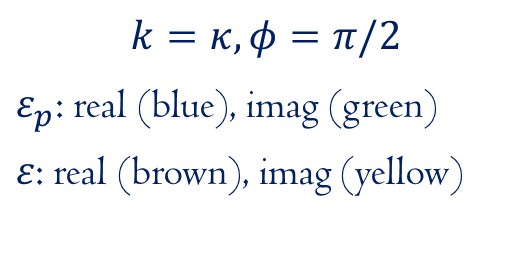 k = κ, ϕ = π/2
εₚ: real (blue), imag (green)
ε: real (brown), imag (yellow)